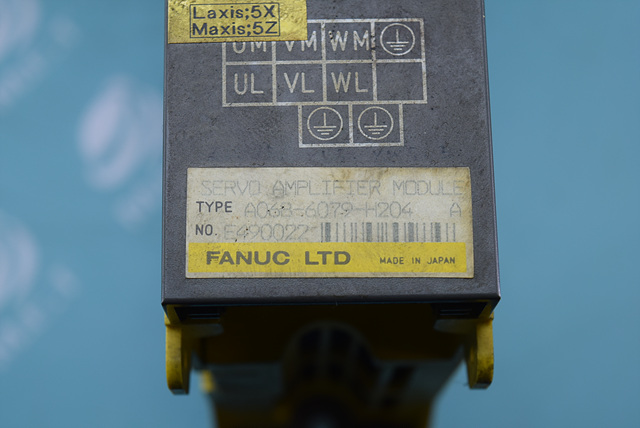 Laxis;5X
Maxis;5Z
UM VM WM
UL VL WL
SERVO AMPLIFIER MODULE
TYPE A06B-6079-H204 A
NO. E490022
FANUC LTD MADE IN JAPAN